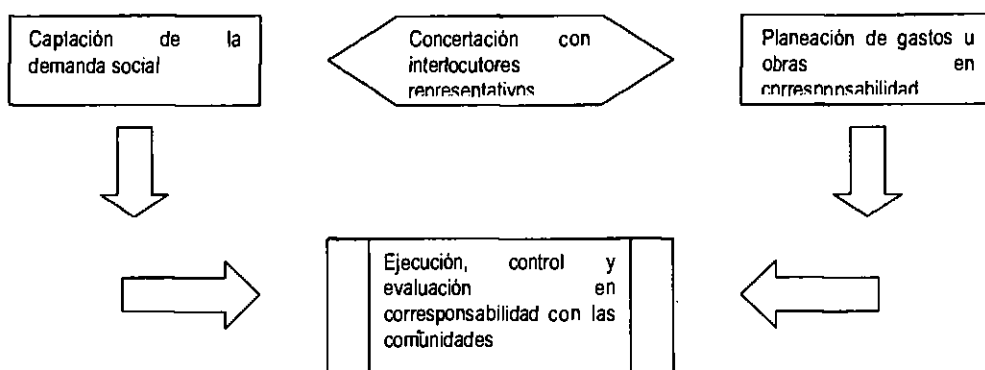 Captación de la
demanda social
Concertación con
interlocutores
representativos
Planeación de gastos u
obras en
corresponsabilidad
Ejecución, control y
evaluación en
corresponsabilidad con las
comunidades